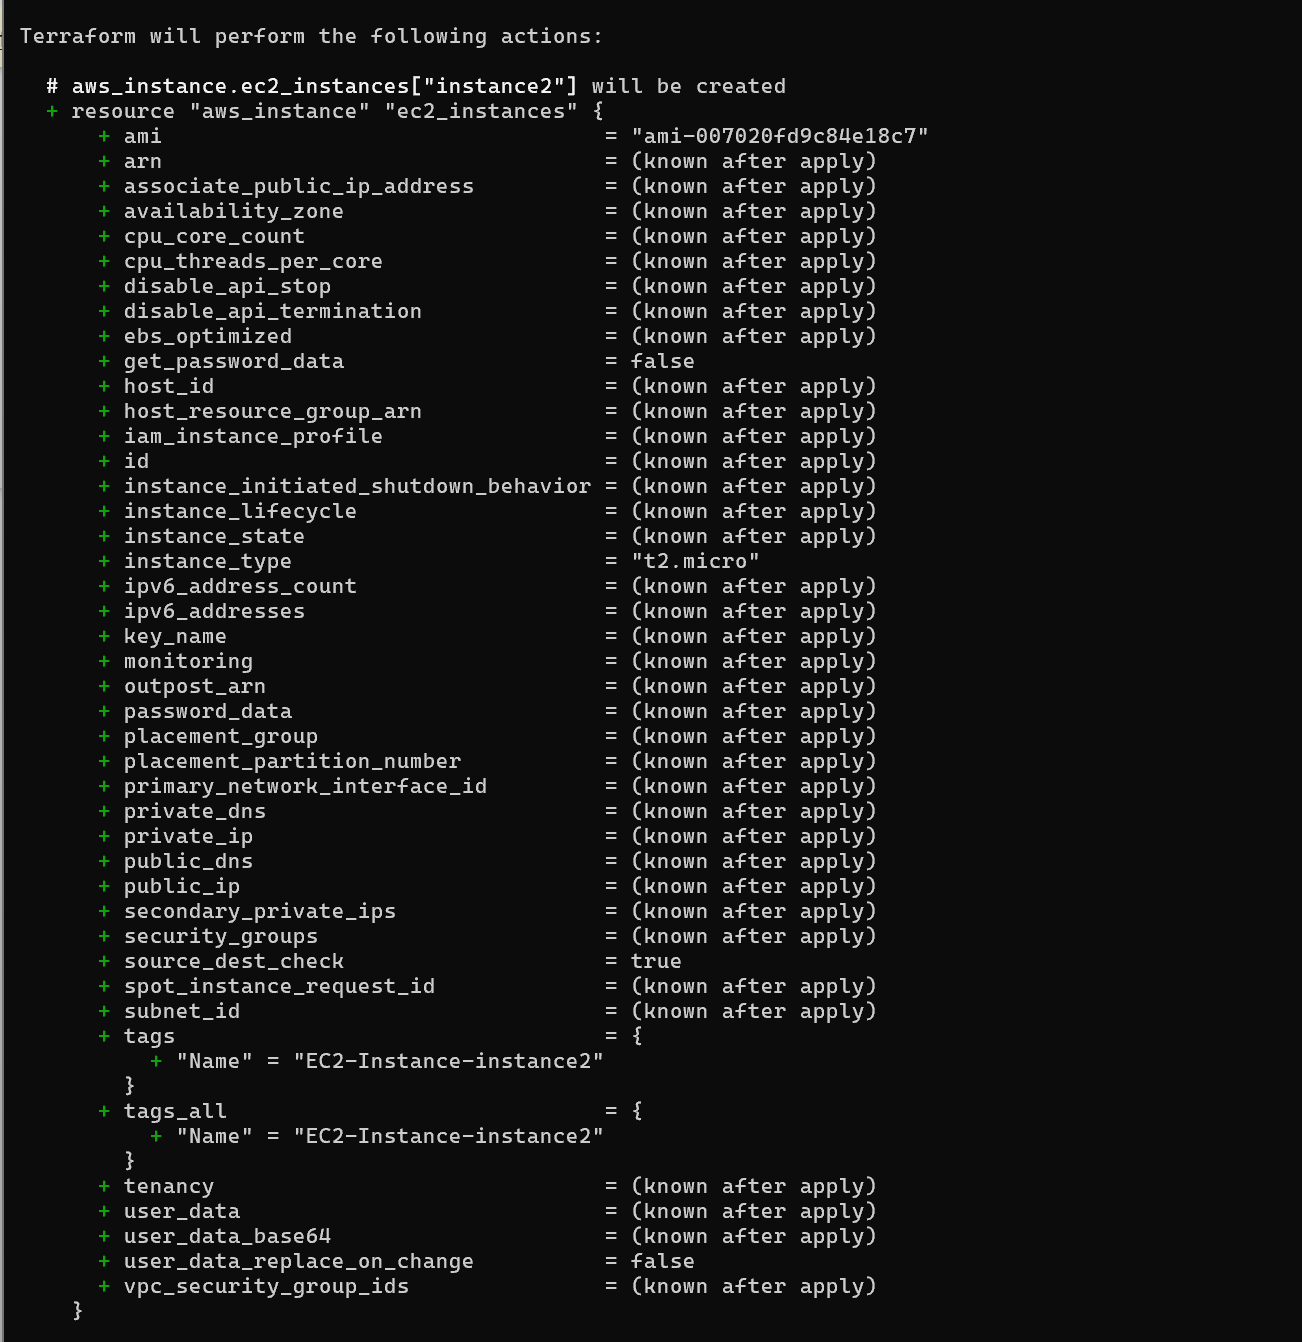 Terraform will perform the following actions:
# aws_instance.ec2_instances["instance2"] will be created
+ resource "aws_instance" "ec2_instances" {
+ ami = "ami-007020fd9c84e18c7"
+ arn = (known after apply)
+ associate_public_ip_address = (known after apply)
+ availability_zone = (known after apply)
+ cpu_core_count = (known after apply)
+ cpu_threads_per_core = (known after apply)
+ disable_api_stop = (known after apply)
+ disable_api_termination = (known after apply)
+ ebs_optimized = (known after apply)
+ get_password_data = false
+ host_id = (known after apply)
+ host_resource_group_arn = (known after apply)
+ iam_instance_profile = (known after apply)
+ id = (known after apply)
+ instance_initiated_shutdown_behavior = (known after apply)
+ instance_lifecycle = (known after apply)
+ instance_state = (known after apply)
+ instance_type = "t2.micro"
+ ipv6_address_count = (known after apply)
+ ipv6_addresses = (known after apply)
+ key_name = (known after apply)
+ monitoring = (known after apply)
+ outpost_arn = (known after apply)
+ password_data = (known after apply)
+ placement_group = (known after apply)
+ placement_partition_number = (known after apply)
+ primary_network_interface_id = (known after apply)
+ private_dns = (known after apply)
+ private_ip = (known after apply)
+ public_dns = (known after apply)
+ public_ip = (known after apply)
+ secondary_private_ips = (known after apply)
+ security_groups = (known after apply)
+ source_dest_check = true
+ spot_instance_request_id = (known after apply)
+ subnet_id = (known after apply)
+ tags = {
+ "Name" = "EC2-Instance-instance2"
}
+ tags_all = {
+ "Name" = "EC2-Instance-instance2"
}
+ tenancy = (known after apply)
+ user_data = (known after apply)
+ user_data_base64 = (known after apply)
+ user_data_replace_on_change = false
+ vpc_security_group_ids = (known after apply)
}